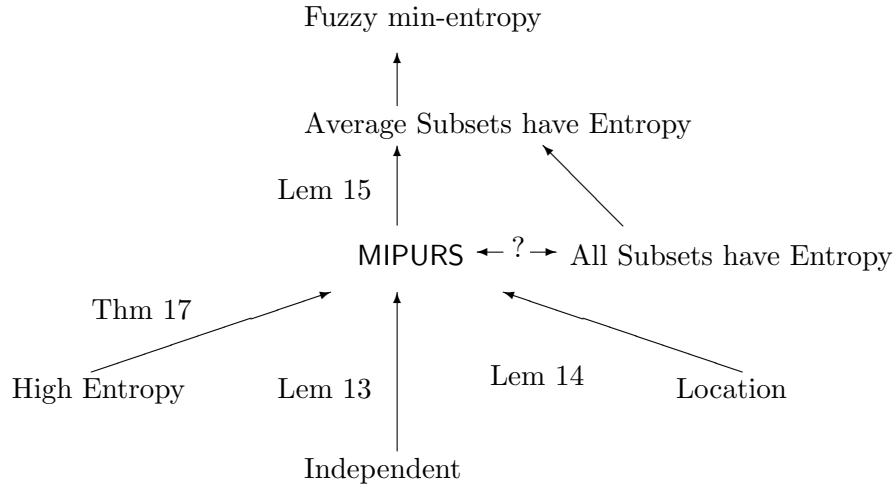 Fuzzy min-entropy
Average Subsets have Entropy
Lem 15
MIPURS
?
All Subsets have Entropy
Thm 17
High Entropy
Lem 13
Lem 14
Location
Independent